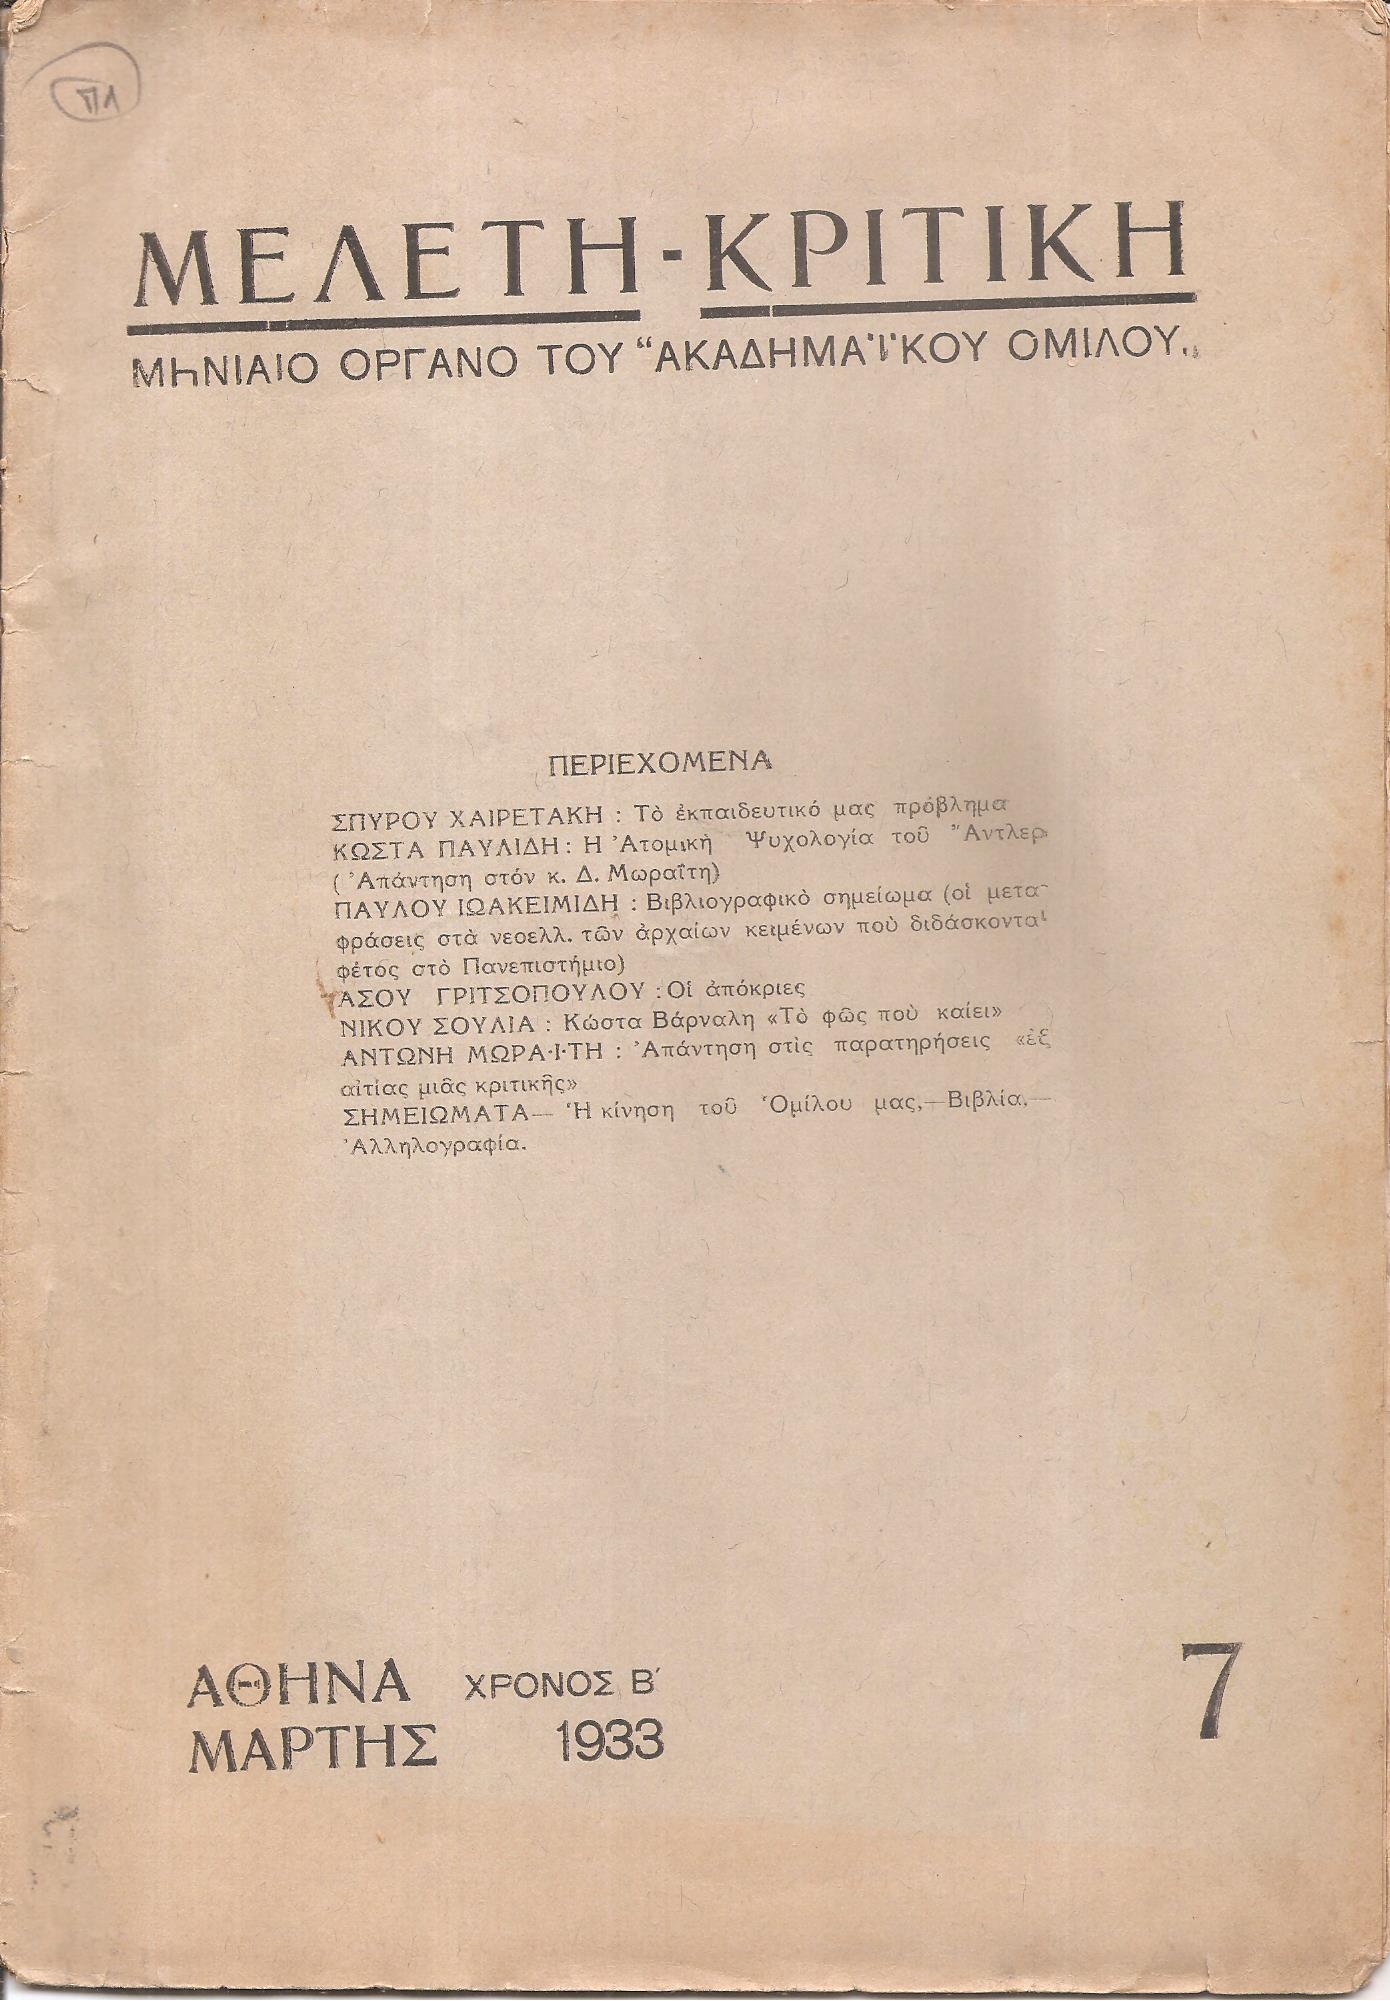 ΠΛ
ΜΕΛΕΤΗ - ΚΡΙΤΙΚΗ
ΜΗΝΙΑΙΟ ΟΡΓΑΝΟ ΤΟΥ “ΑΚΑΔΗΜΑΪΚΟΥ ΟΜΙΛΟΥ„
ΠΕΡΙΕΧΟΜΕΝΑ
ΣΠΥΡΟΥ ΧΑΙΡΕΤΑΚΗ : Τὸ ἐκπαιδευτικό μας πρόβλημα
ΚΩΣΤΑ ΠΑΥΛΙΔΗ : Η Ἀτομικὴ Ψυχολογία τοῦ Ἄντλερ
(Ἀπάντηση στόν κ. Δ. Μωραΐτη)
ΠΑΥΛΟΥ ΙΩΑΚΕΙΜΙΔΗ : Βιβλιογραφικὸ σημείωμα (οἱ μετα-
φράσεις στὰ νεοελλ. τῶν ἀρχαίων κειμένων ποὺ διδάσκονται
φέτος στὸ Πανεπιστήμιο)
ΑΣΟΥ ΓΡΙΤΣΟΠΟΥΛΟΥ : Οἱ ἀπόκριες
ΝΙΚΟΥ ΣΟΥΛΙΑ : Κώστα Βάρναλη «Τὸ φῶς ποὺ καίει»
ΑΝΤΩΝΗ ΜΩΡΑ·Ι·ΤΗ : Ἀπάντηση στὶς παρατηρήσεις «ἐξ
αἰτίας μιᾶς κριτικῆς»
ΣΗΜΕΙΩΜΑΤΑ— Ἡ κίνηση τοῦ Ὁμίλου μας,—Βιβλία,—
Ἀλληλογραφία.
ΑΘΗΝΑ ΧΡΟΝΟΣ Β΄
ΜΑΡΤΗΣ 1933
7